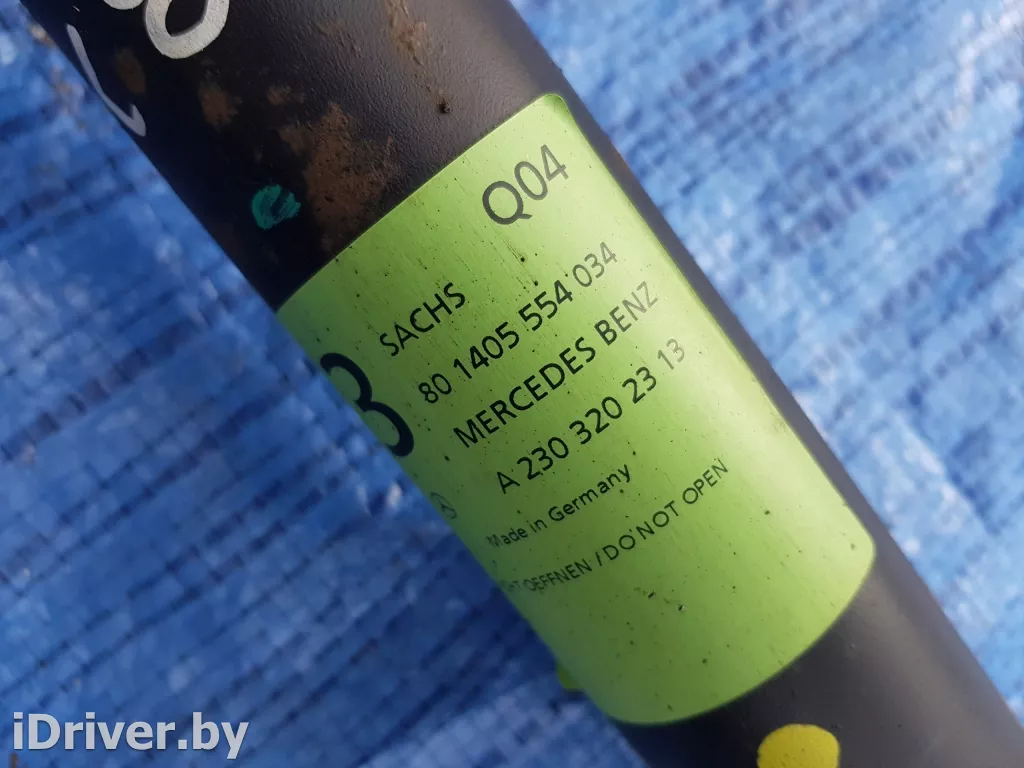 Q04
SACHS
80 1405 554 034
MERCEDES BENZ
A 230 320 23 13
Made in Germany
OEFFNEN / DO NOT OPEN
iDriver.by